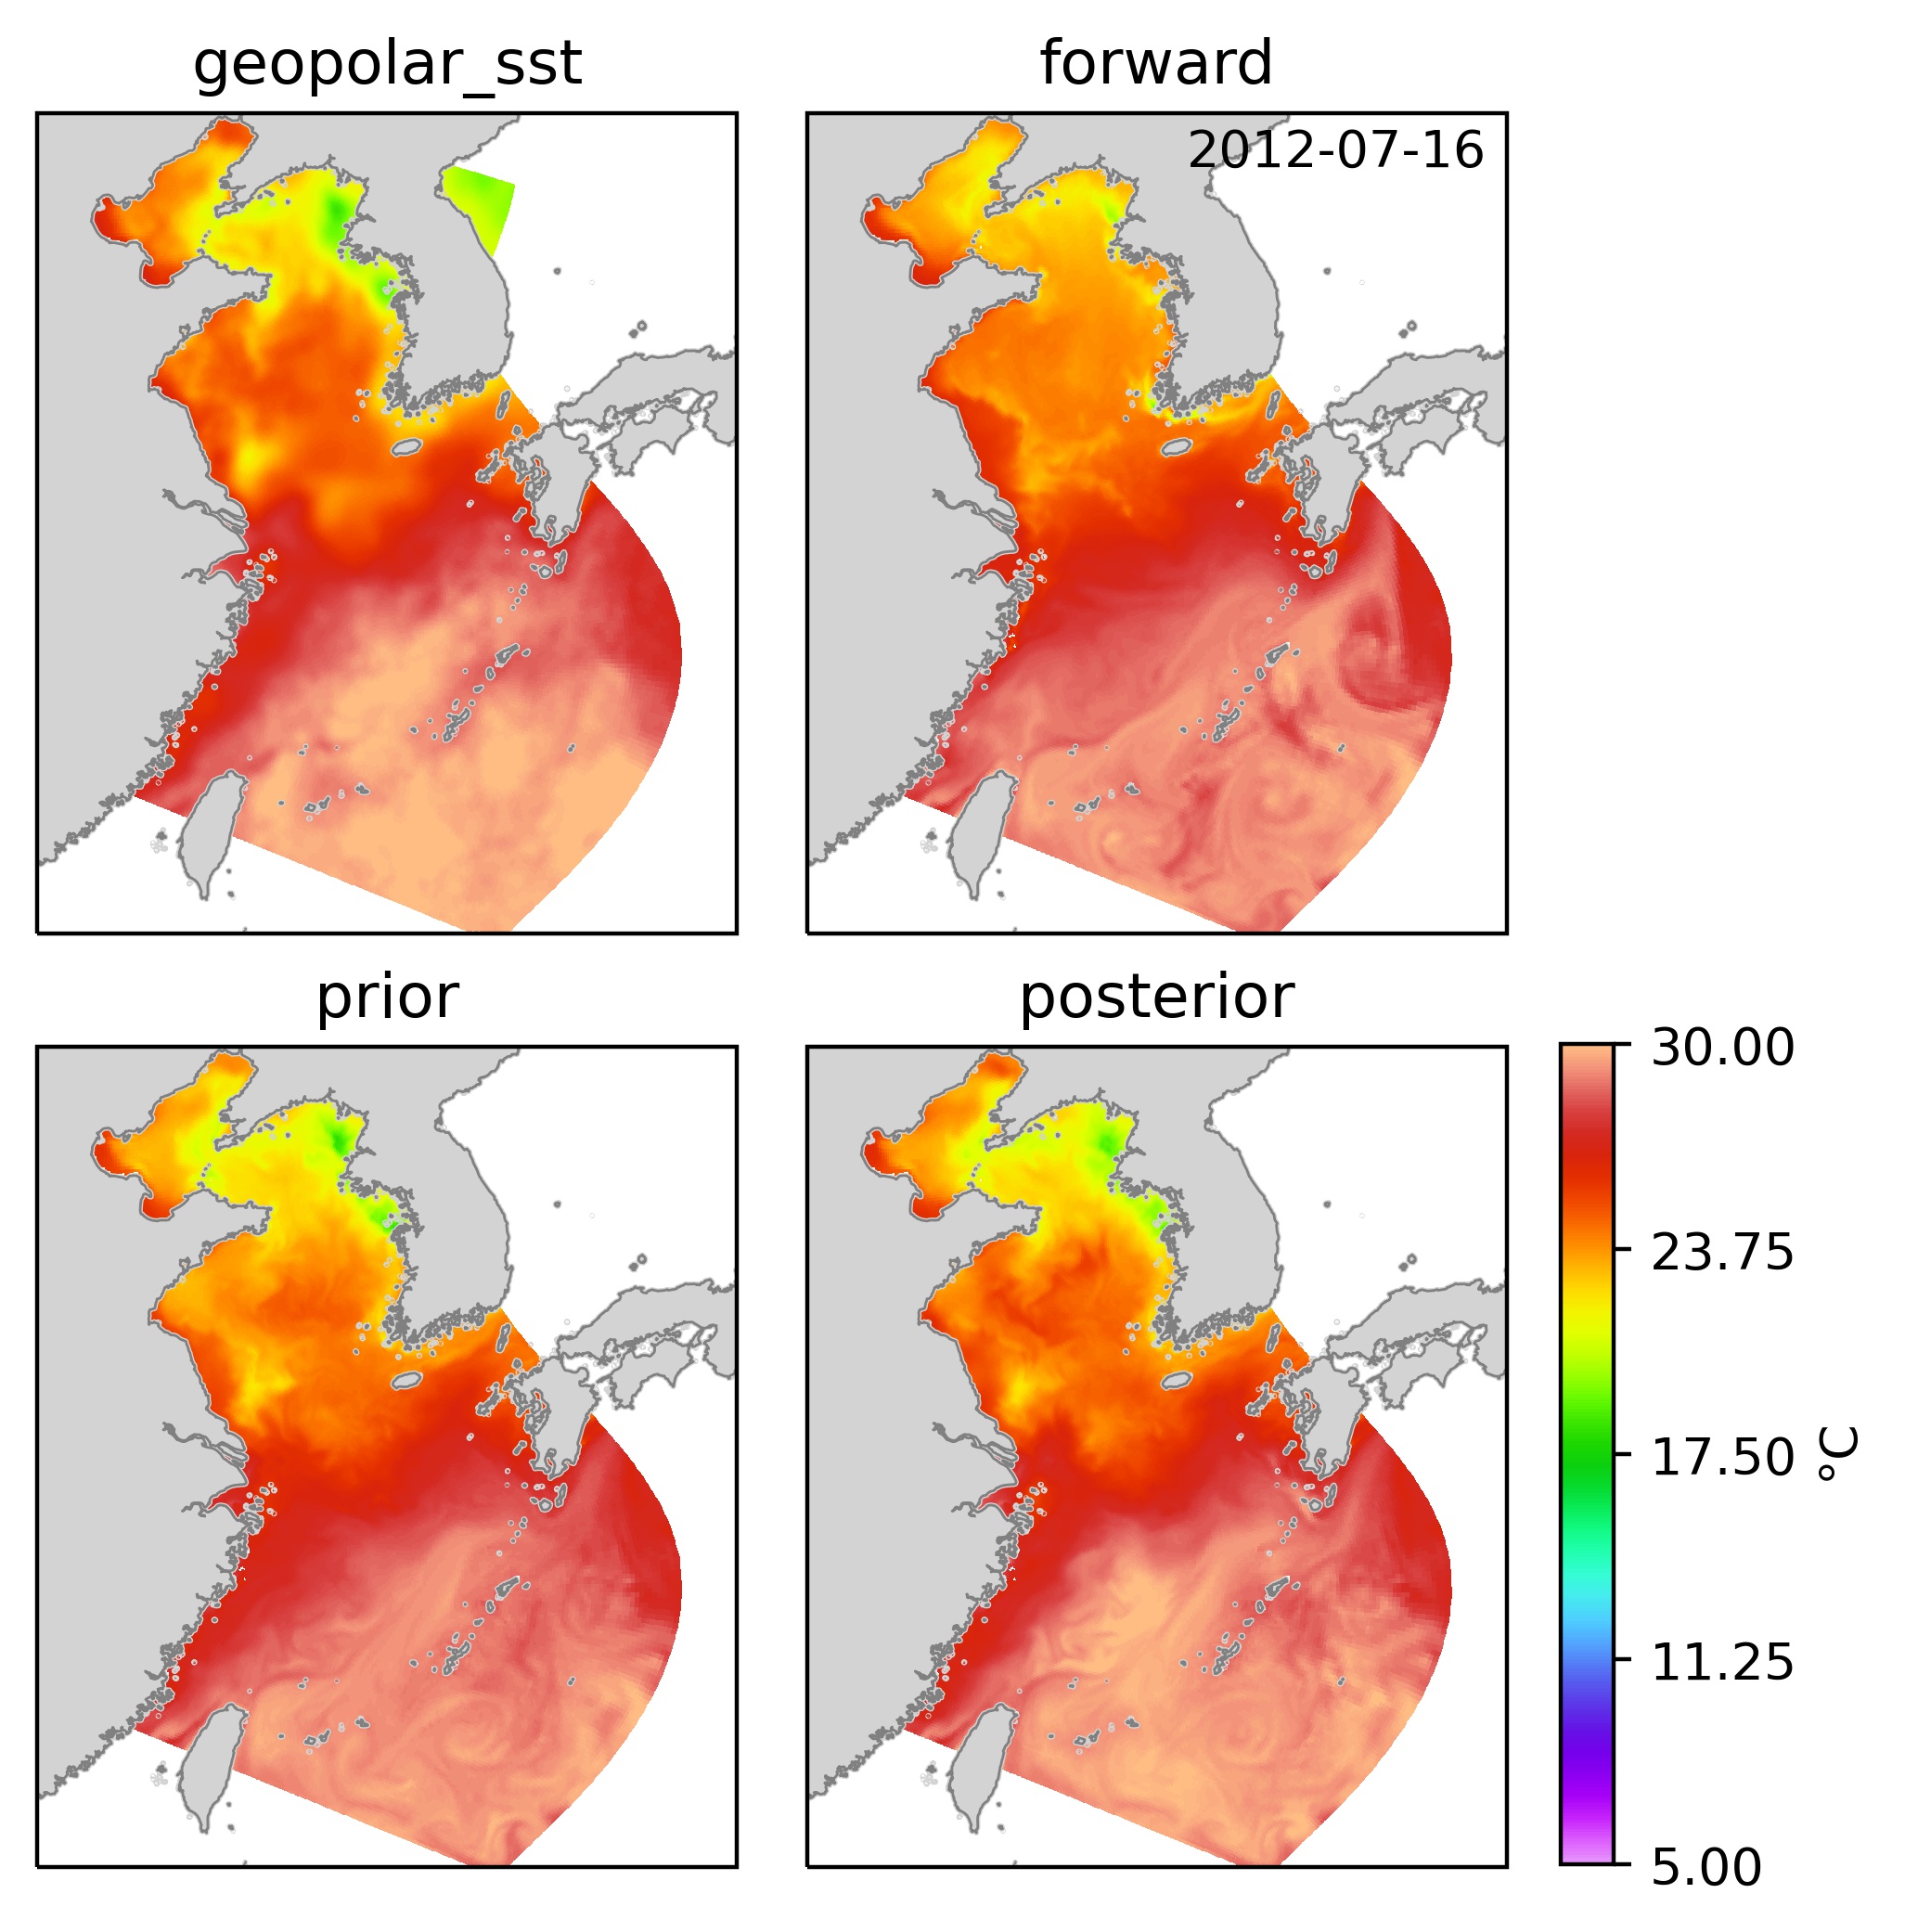 geopolar_sst
forward
2012-07-16
prior
posterior
30.00
23.75
17.50
11.25
5.00
°C